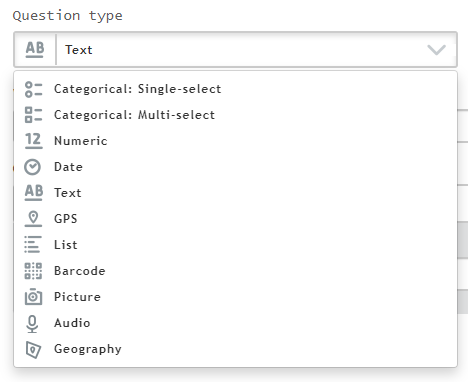 Question type
AB Text
Categorical: Single-select
Categorical: Multi-select
12 Numeric
Date
AB Text
GPS
List
Barcode
Picture
Audio
Geography